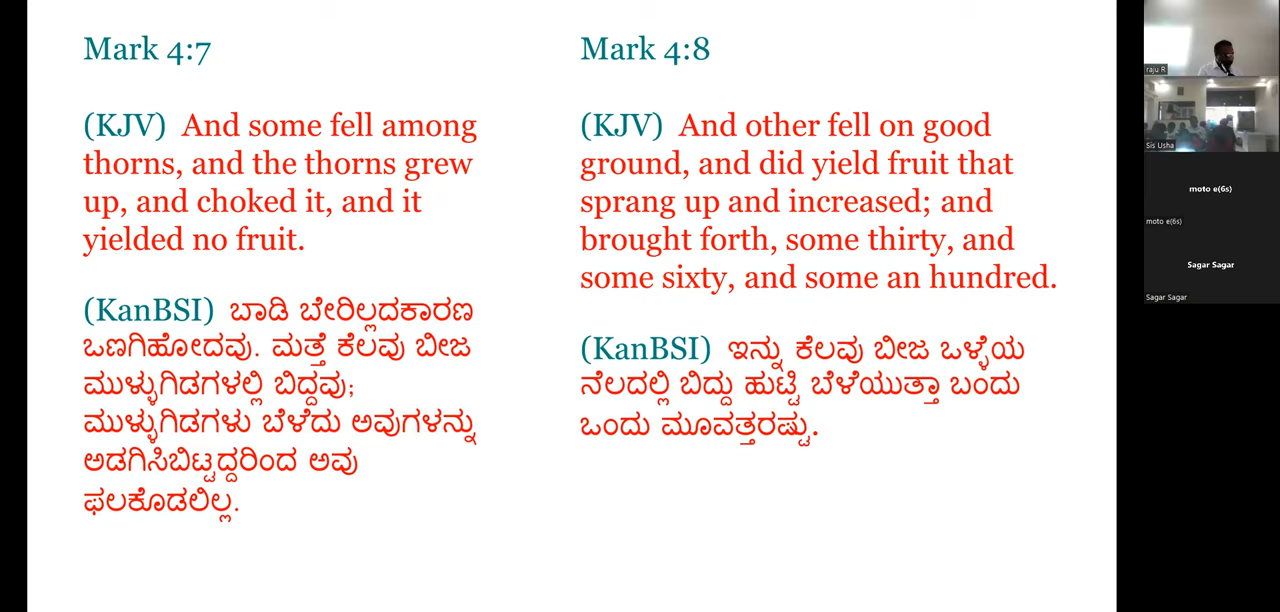 Mark 4:7
(KJV) And some fell among
thorns, and the thorns grew
up, and choked it, and it
yielded no fruit.
(KanBSI) ಬಾಡಿ ಬೇರಿಲ್ಲದಕಾರಣ
ಒಣಗಿಹೋದವು. ಮತ್ತೆ ಕೆಲವು ಬೀಜ
ಮುಳ್ಳುಗಿಡಗಳಲ್ಲಿ ಬಿದ್ದವು;
ಮುಳ್ಳುಗಿಡಗಳು ಬೆಳೆದು ಅವುಗಳನ್ನು
ಅಡಗಿಸಿಬಿಟ್ಟದ್ದರಿಂದ ಅವು
ಫಲಕೊಡಲಿಲ್ಲ.
Mark 4:8
(KJV) And other fell on good
ground, and did yield fruit that
sprang up and increased; and
brought forth, some thirty, and
some sixty, and some an hundred.
(KanBSI) ಇನ್ನು ಕೆಲವು ಬೀಜ ಒಳ್ಳೆಯ
ನೆಲದಲ್ಲಿ ಬಿದ್ದು ಹುಟ್ಟಿ ಬೆಳೆಯುತ್ತಾ ಬಂದು
ಒಂದು ಮೂವತ್ತರಷ್ಟು.
raju R
Sis Usha
moto e(6s)
moto e(6s)
Sagar Sagar
Sagar Sagar